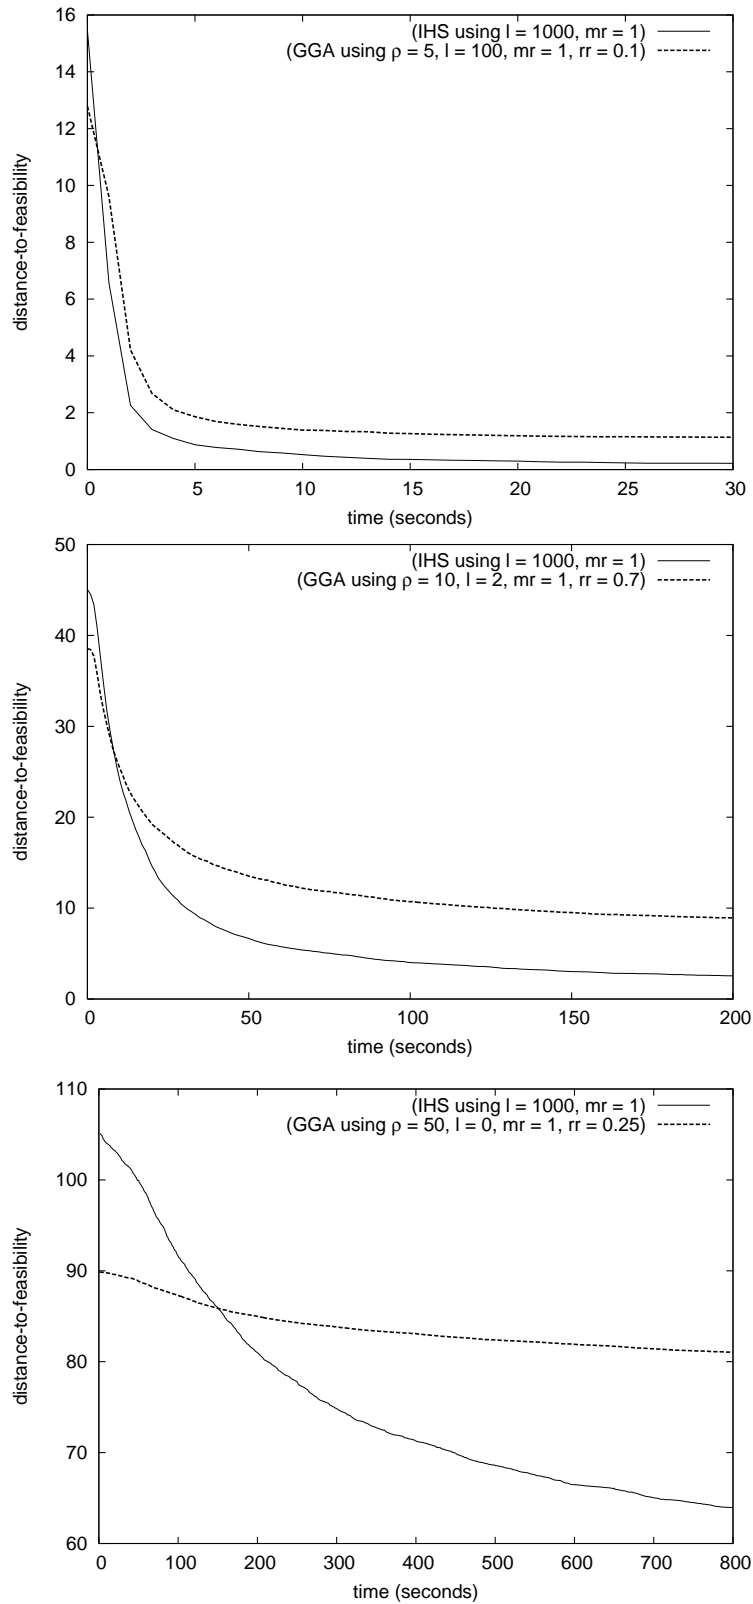 16
14
12
10
8
6
4
2
0
distance-to-feasibility
(IHS using l = 1000, mr = 1)
(GGA using ρ = 5, l = 100, mr = 1, rr = 0.1)
0 5 10 15 20 25 30
time (seconds)
50
40
30
20
10
0
distance-to-feasibility
(IHS using l = 1000, mr = 1)
(GGA using ρ = 10, l = 2, mr = 1, rr = 0.7)
0 50 100 150 200
time (seconds)
110
100
90
80
70
60
distance-to-feasibility
(IHS using l = 1000, mr = 1)
(GGA using ρ = 50, l = 0, mr = 1, rr = 0.25)
0 100 200 300 400 500 600 700 800
time (seconds)